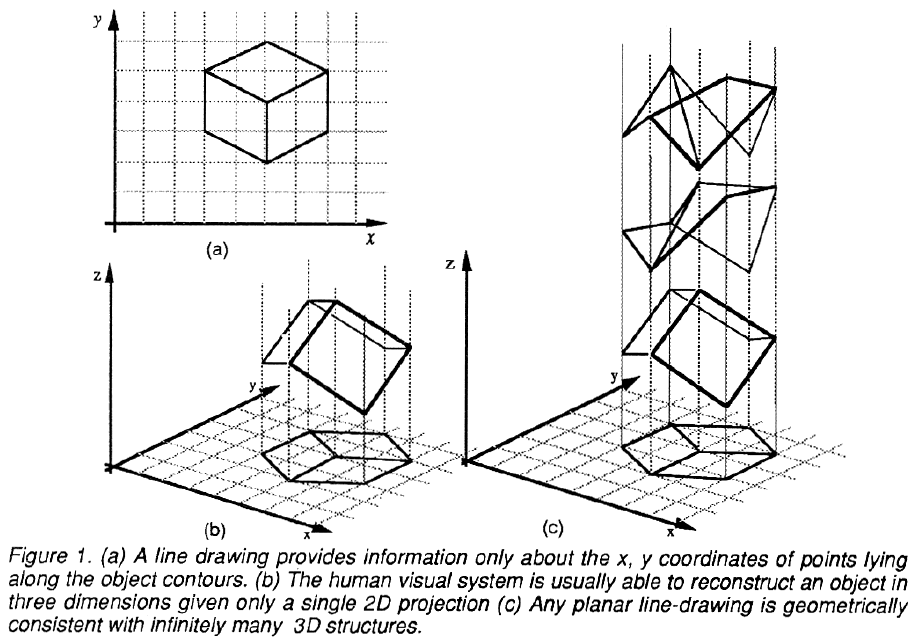 y
x
(a)
z
y
x
(b)
z
y
x
(c)
Figure 1. (a) A line drawing provides information only about the x, y coordinates of points lying
along the object contours. (b) The human visual system is usually able to reconstruct an object in
three dimensions given only a single 2D projection (c) Any planar line-drawing is geometrically
consistent with infinitely many 3D structures.